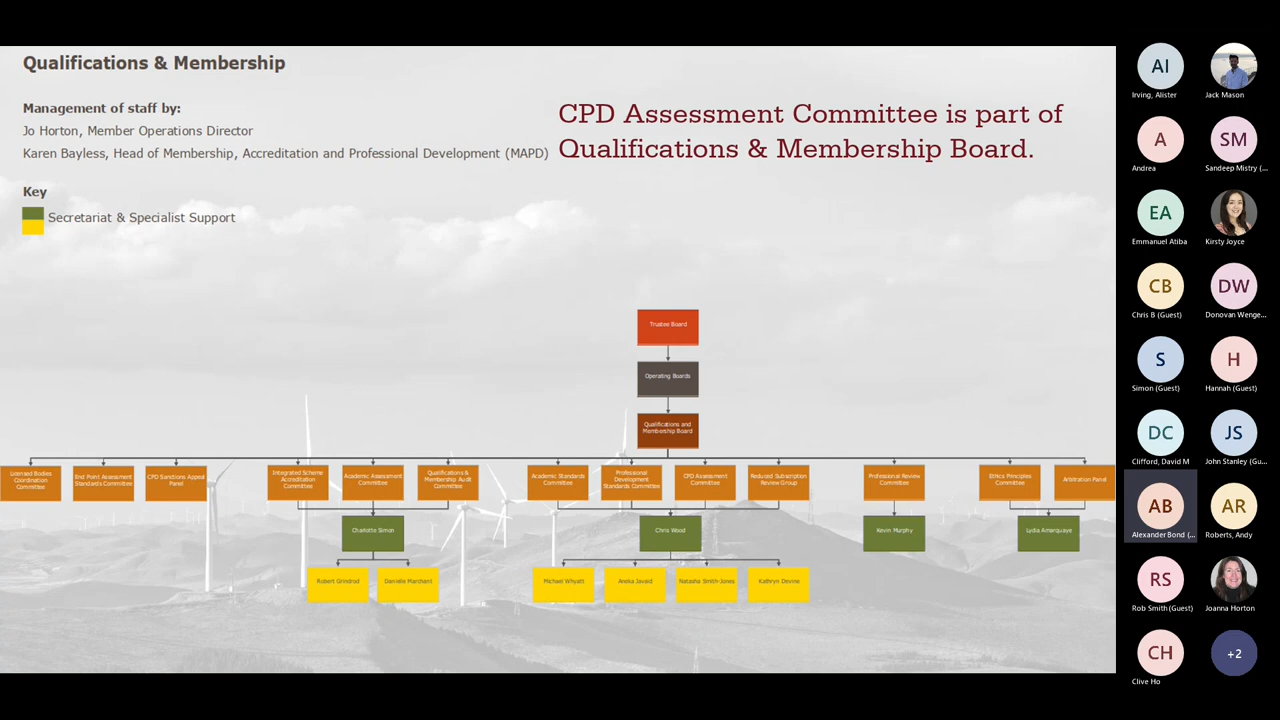 Qualifications & Membership
Management of staff by:
Jo Horton, Member Operations Director
Karen Bayless, Head of Membership, Accreditation and Professional Development (MAPD)
Key
Secretariat & Specialist Support
CPD Assessment Committee is part of
Qualifications & Membership Board.
Trustee Board
Operating Boards
Qualifications and
Membership Board
Licensed Bodies
Coordination
Committee
End Point Assessment
Standards Committee
CPD Sanctions Appeal
Panel
Integrated Scheme
Accreditation
Committee
Academic Assessment
Committee
Qualifications &
Membership Audit
Committee
Academic Standards
Committee
Professional
Development
Standards Committee
CPD Assessment
Committee
Reduced Subscription
Review Group
Professional Review
Committee
Ethics Principles
Committee
Arbitration Panel
Charlotte Simon
Chris Wood
Kevin Murphy
Lydia Amarquaye
Robert Grindrod
Danielle Marchant
Michael Whyatt
Aneka Javaid
Natasha Smith-Jones
Kathryn Devine
AI
Irving, Alister
Jack Mason
A
Andrea
SM
Sandeep Mistry (...
EA
Emmanuel Atiba
Kirsty Joyce
CB
Chris B (Guest)
DW
Donovan Wenge...
S
Simon (Guest)
H
Hannah (Guest)
DC
Clifford, David M
JS
John Stanley (Gu...
AB
Alexander Bond (...
AR
Roberts, Andy
RS
Rob Smith (Guest)
Joanna Horton
CH
Clive Ho
+2